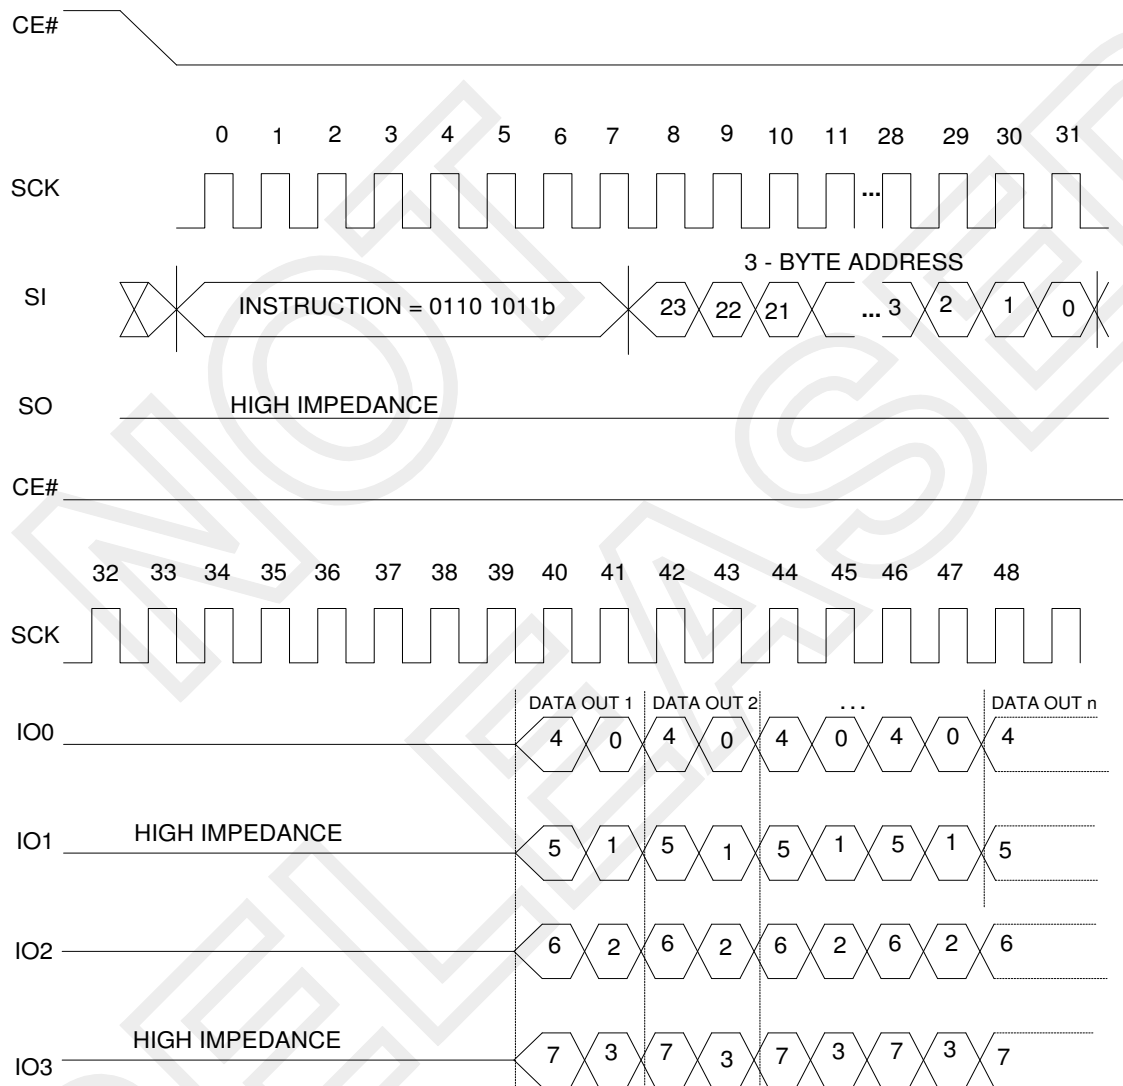 CE#
0 1 2 3 4 5 6 7 8 9 10 11 28 29 30 31
SCK ...
3 - BYTE ADDRESS
SI INSTRUCTION = 0110 1011b 23 22 21 ... 3 2 1 0
SO HIGH IMPEDANCE
CE#
32 33 34 35 36 37 38 39 40 41 42 43 44 45 46 47 48
SCK
DATA OUT 1 DATA OUT 2 ... DATA OUT n
IO0 4 0 4 0 4 0 4 0 4
IO1 HIGH IMPEDANCE 5 1 5 1 5 1 5 1 5
IO2 6 2 6 2 6 2 6 2 6
HIGH IMPEDANCE
IO3 7 3 7 3 7 3 7 3 7
NOT
RELEASED